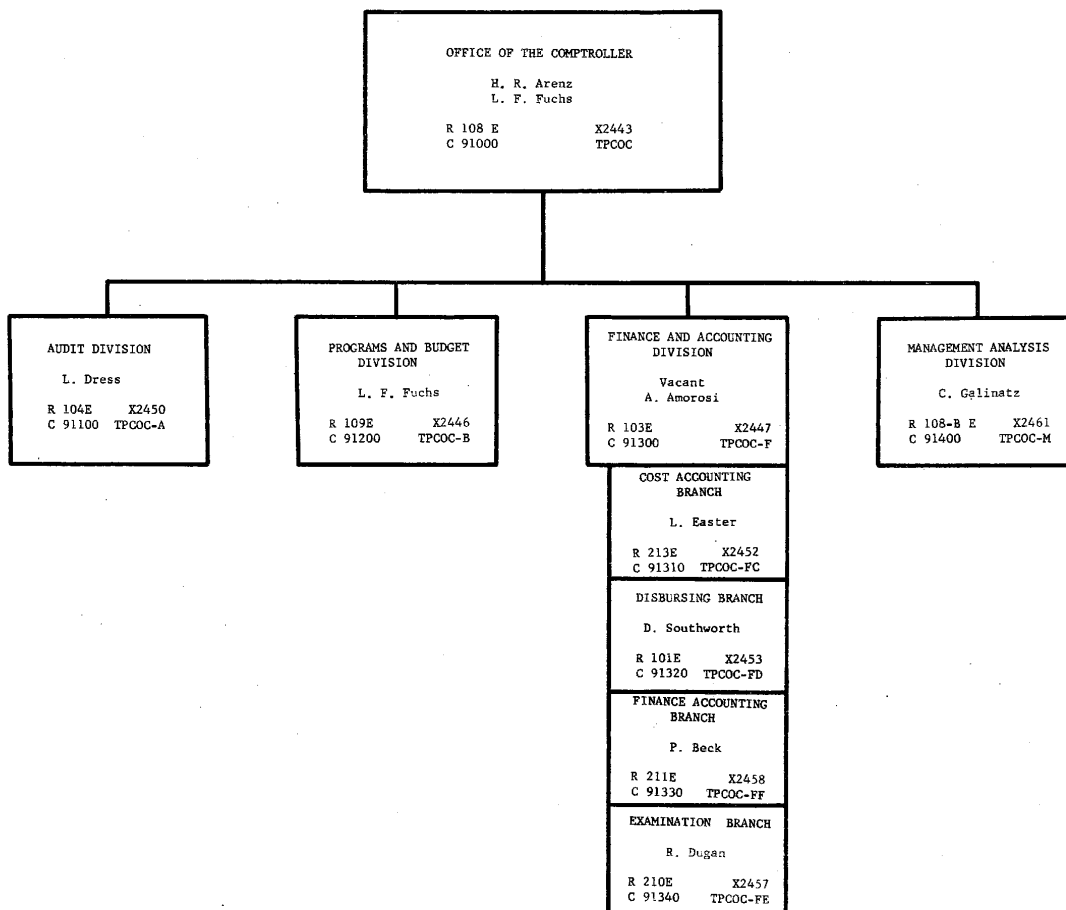 OFFICE OF THE COMPTROLLER
H. R. Arenz
L. F. Fuchs
R 108 E X2443
C 91000 TPCOC
AUDIT DIVISION
L. Dress
R 104E X2450
C 91100 TPCOC-A
PROGRAMS AND BUDGET
DIVISION
L. F. Fuchs
R 109E X2446
C 91200 TPCOC-B
FINANCE AND ACCOUNTING
DIVISION
Vacant
A. Amorosi
R 103E X2447
C 91300 TPCOC-F
MANAGEMENT ANALYSIS
DIVISION
C. Galinatz
R 108-B E X2461
C 91400 TPCOC-M
COST ACCOUNTING
BRANCH
L. Easter
R 213E X2452
C 91310 TPCOC-FC
DISBURSING BRANCH
D. Southworth
R 101E X2453
C 91320 TPCOC-FD
FINANCE ACCOUNTING
BRANCH
P. Beck
R 211E X2458
C 91330 TPCOC-FF
EXAMINATION BRANCH
R. Dugan
R 210E X2457
C 91340 TPCOC-FE